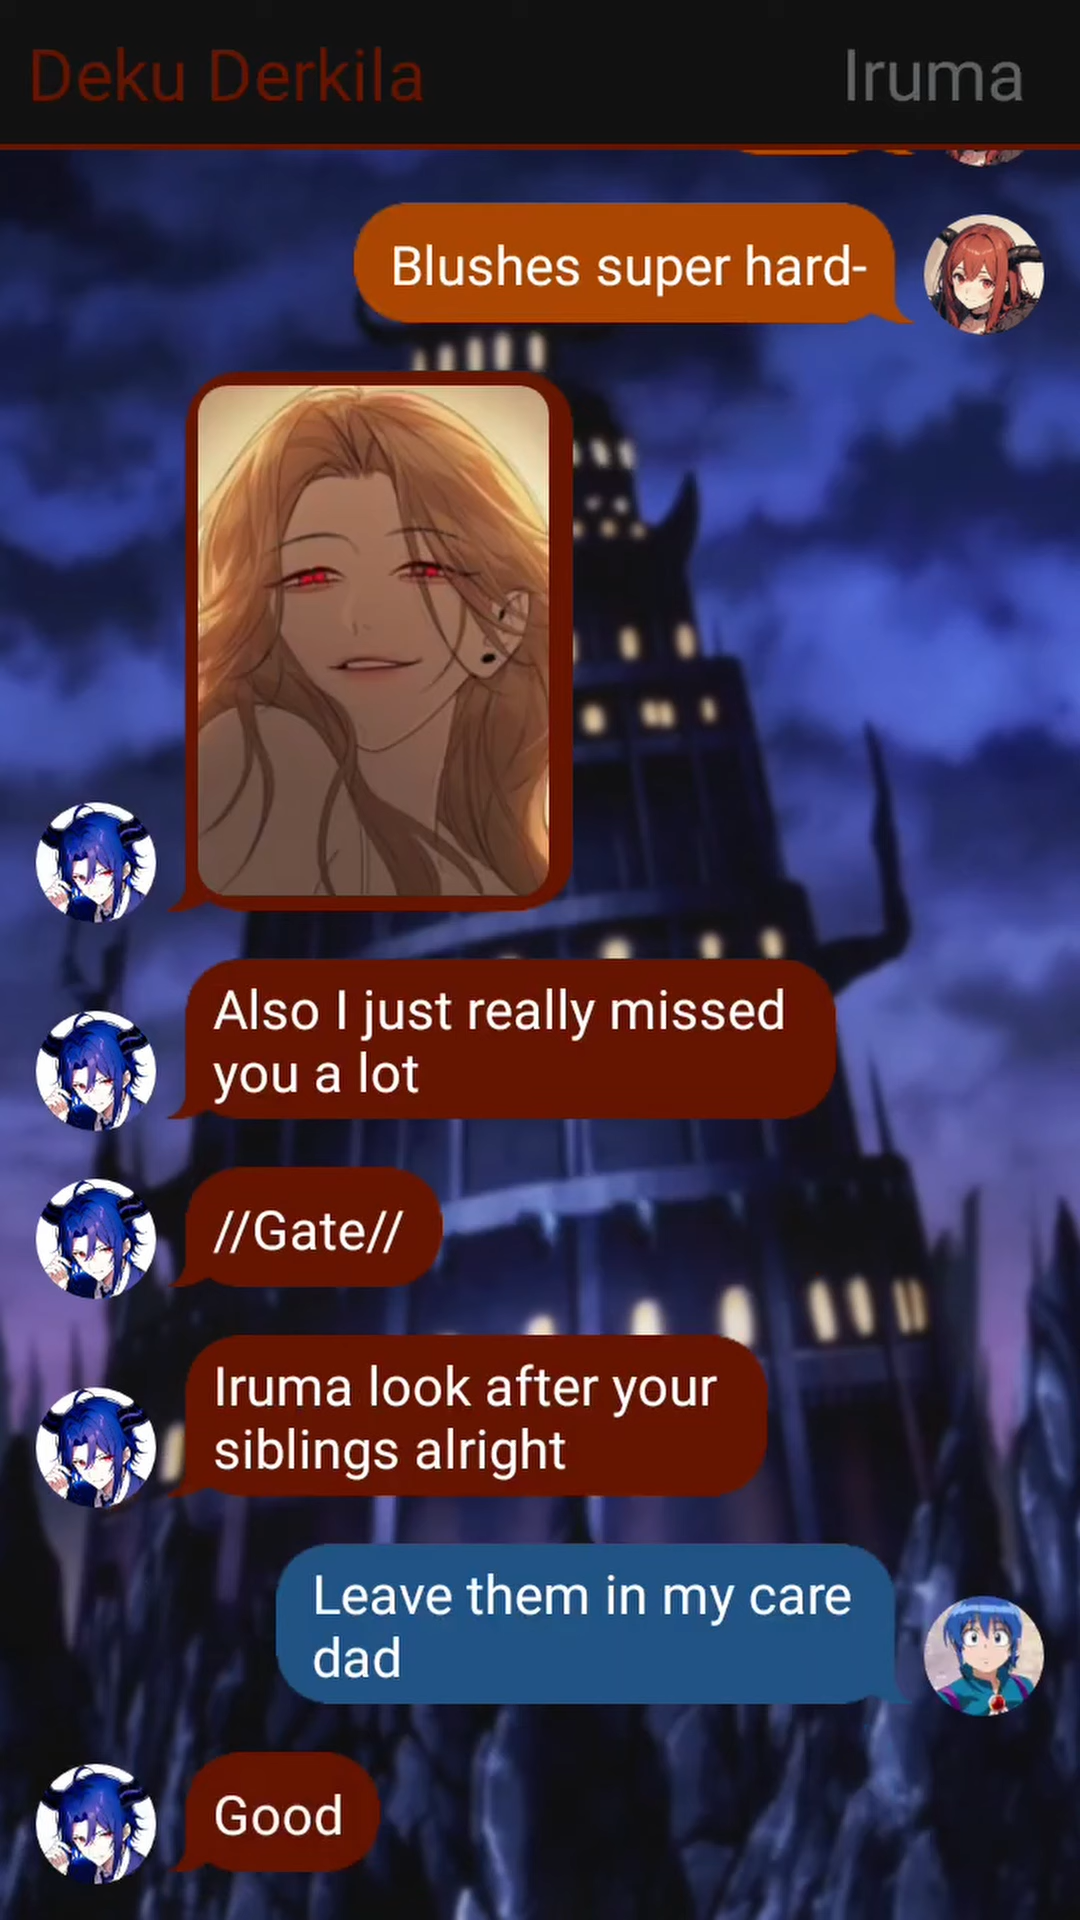 Deku Derkila
Iruma
Blushes super hard-
Also I just really missed
you a lot
//Gate//
Iruma look after your
siblings alright
Leave them in my care
dad
Good